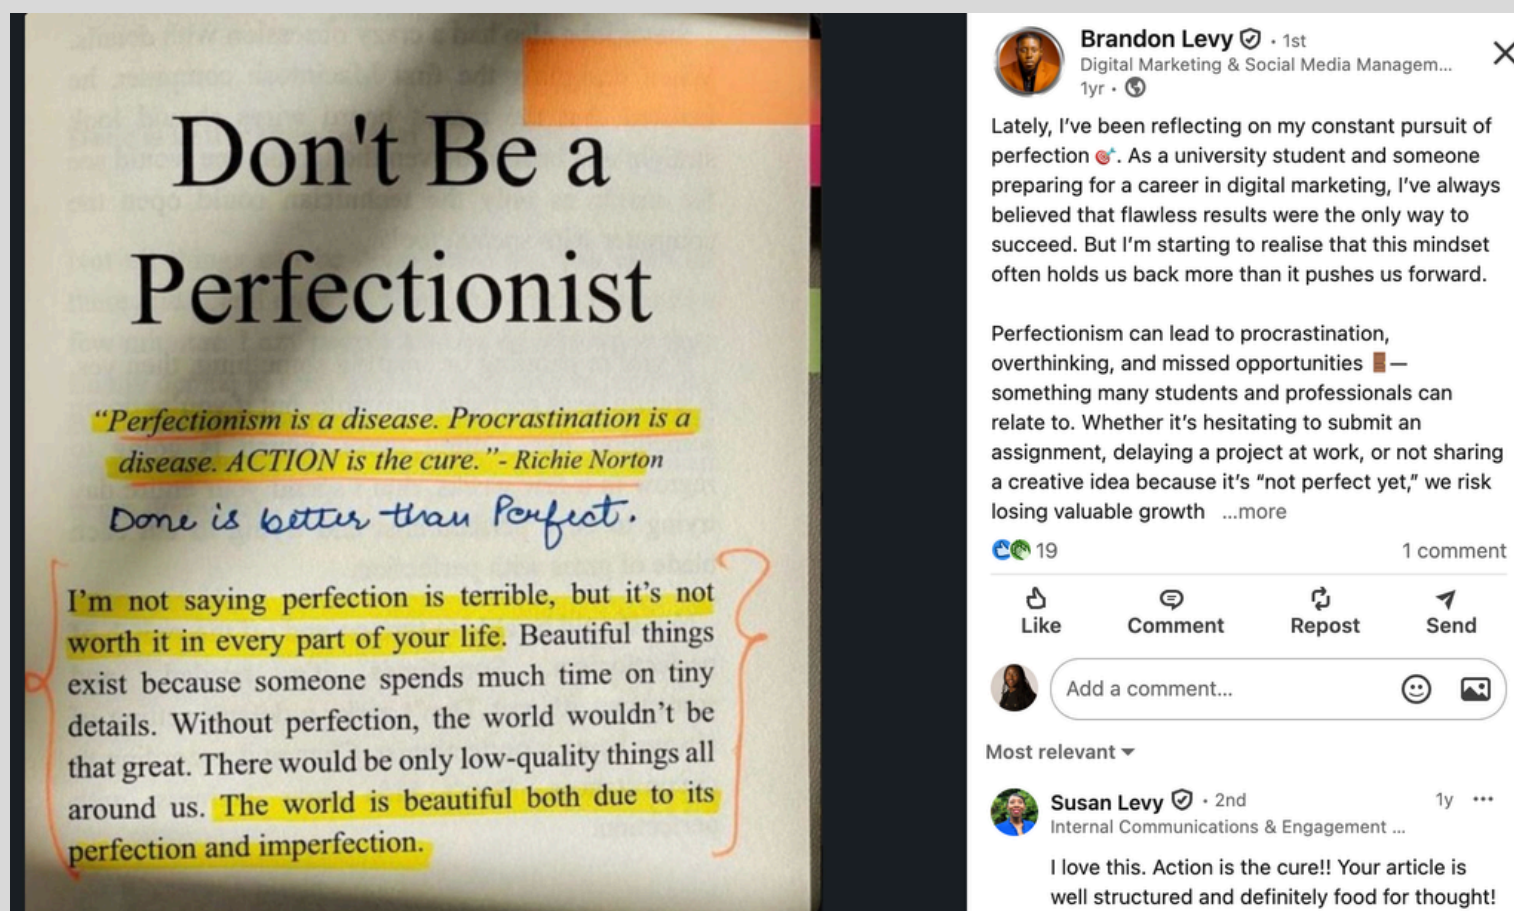 Don't Be a
Perfectionist
“Perfectionism is a disease. Procrastination is a
disease. ACTION is the cure.”- Richie Norton
Done is better than Perfect.
I’m not saying perfection is terrible, but it’s not
worth it in every part of your life. Beautiful things
exist because someone spends much time on tiny
details. Without perfection, the world wouldn’t be
that great. There would be only low-quality things all
around us. The world is beautiful both due to its
perfection and imperfection.
Brandon Levy · 1st
Digital Marketing & Social Media Managem...
1yr ·
Lately, I’ve been reflecting on my constant pursuit of
perfection 🎯. As a university student and someone
preparing for a career in digital marketing, I’ve always
believed that flawless results were the only way to
succeed. But I’m starting to realise that this mindset
often holds us back more than it pushes us forward.
Perfectionism can lead to procrastination,
overthinking, and missed opportunities 🚪—
something many students and professionals can
relate to. Whether it’s hesitating to submit an
assignment, delaying a project at work, or not sharing
a creative idea because it’s “not perfect yet,” we risk
losing valuable growth ...more
19 1 comment
Like Comment Repost Send
Add a comment...
Most relevant
Susan Levy · 2nd 1y ···
Internal Communications & Engagement ...
I love this. Action is the cure!! Your article is
well structured and definitely food for thought!